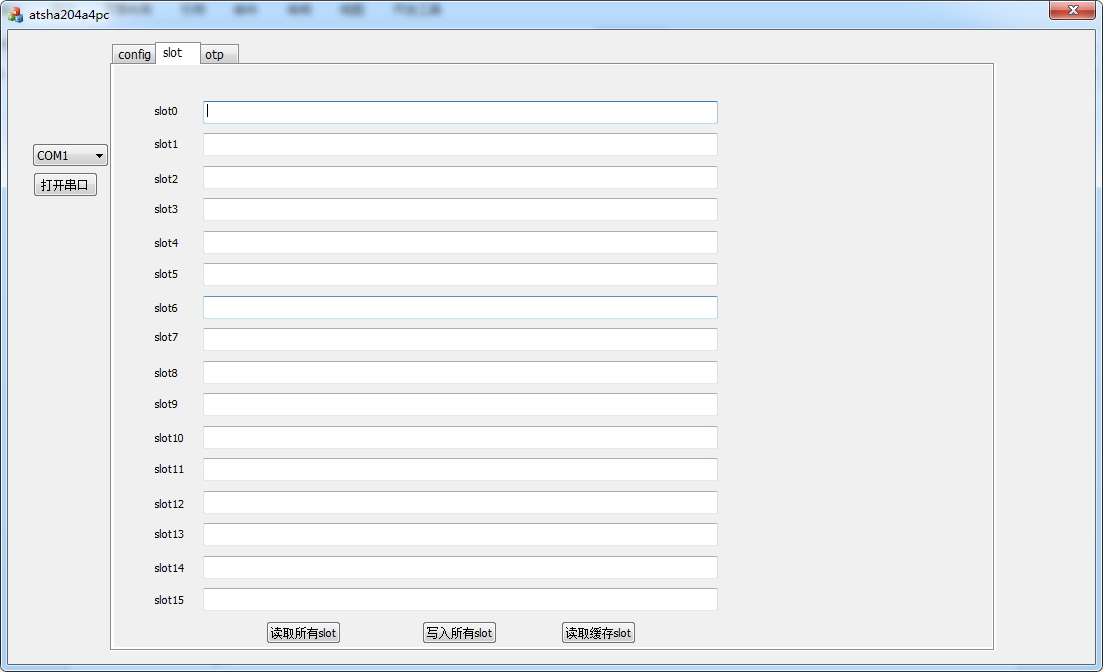 atsha204a4pc
config slot otp
slot0
slot1
COM1
slot2
打开串口
slot3
slot4
slot5
slot6
slot7
slot8
slot9
slot10
slot11
slot12
slot13
slot14
slot15
读取所有slot 写入所有slot 读取缓存slot